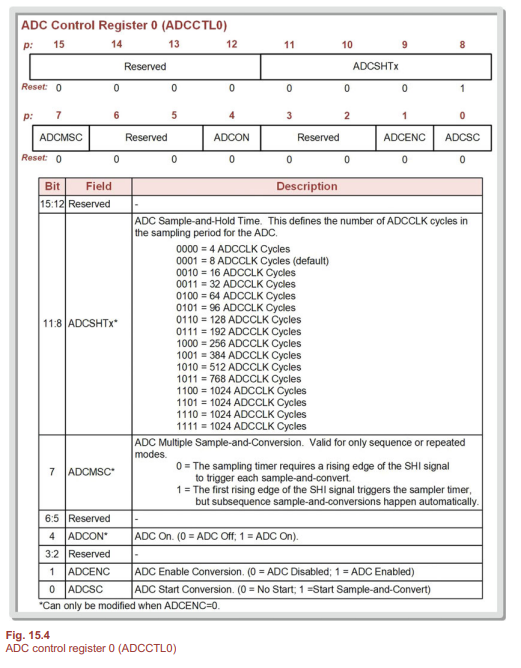 ADC Control Register 0 (ADCCTL0)
p: 15 14 13 12 11 10 9 8
Reserved ADCSHTx
Reset: 0 0 0 0 0 0 0 1
p: 7 6 5 4 3 2 1 0
ADCMSC Reserved ADCON Reserved ADCENC ADCSC
Reset: 0 0 0 0 0 0 0 0
Bit Field Description
15:12 Reserved -
ADC Sample-and-Hold Time. This defines the number of ADCCLK cycles in
the sampling period for the ADC.
0000 = 4 ADCCLK Cycles
0001 = 8 ADCCLK Cycles (default)
0010 = 16 ADCCLK Cycles
0011 = 32 ADCCLK Cycles
0100 = 64 ADCCLK Cycles
0101 = 96 ADCCLK Cycles
0110 = 128 ADCCLK Cycles
11:8 ADCSHTx* 0111 = 192 ADCCLK Cycles
1000 = 256 ADCCLK Cycles
1001 = 384 ADCCLK Cycles
1010 = 512 ADCCLK Cycles
1011 = 768 ADCCLK Cycles
1100 = 1024 ADCCLK Cycles
1101 = 1024 ADCCLK Cycles
1110 = 1024 ADCCLK Cycles
1111 = 1024 ADCCLK Cycles
ADC Multiple Sample-and-Conversion. Valid for only sequence or repeated
modes.
7 ADCMSC* 0 = The sampling timer requires a rising edge of the SHI signal
to trigger each sample-and-convert.
1 = The first rising edge of the SHI signal triggers the sampler timer,
but subsequence sample-and-conversions happen automatically.
6:5 Reserved -
4 ADCON* ADC On. (0 = ADC Off; 1 = ADC On).
3:2 Reserved -
1 ADCENC ADC Enable Conversion. (0 = ADC Disabled; 1 = ADC Enabled)
0 ADCSC ADC Start Conversion. (0 = No Start; 1 =Start Sample-and-Convert)
*Can only be modified when ADCENC=0.
Fig. 15.4
ADC control register 0 (ADCCTL0)